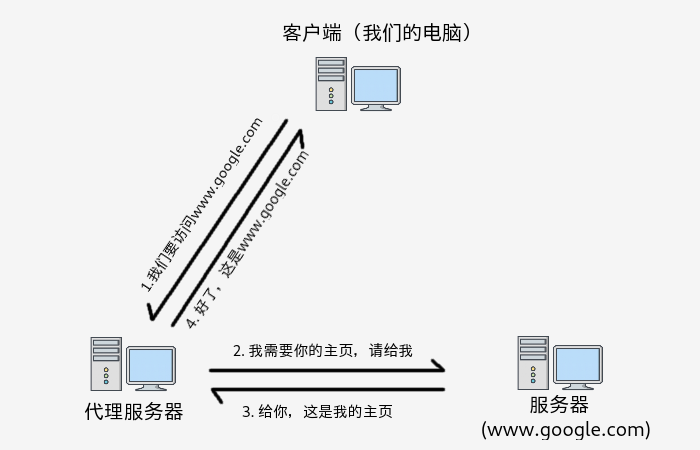 客户端（我们的电脑）
1.我们要访问www.google.com
4. 好了，这是www.google.com
2. 我需要你的主页，请给我
3. 给你，这是我的主页
代理服务器
服务器
(www.google.com)